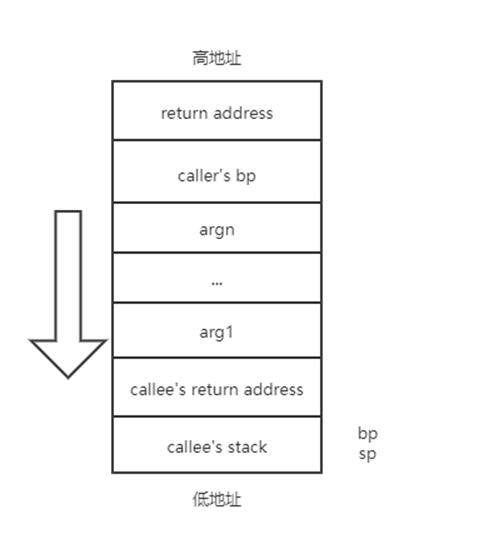 高地址
return address
caller's bp
argn
...
arg1
callee's return address
callee's stack
bp
sp
低地址